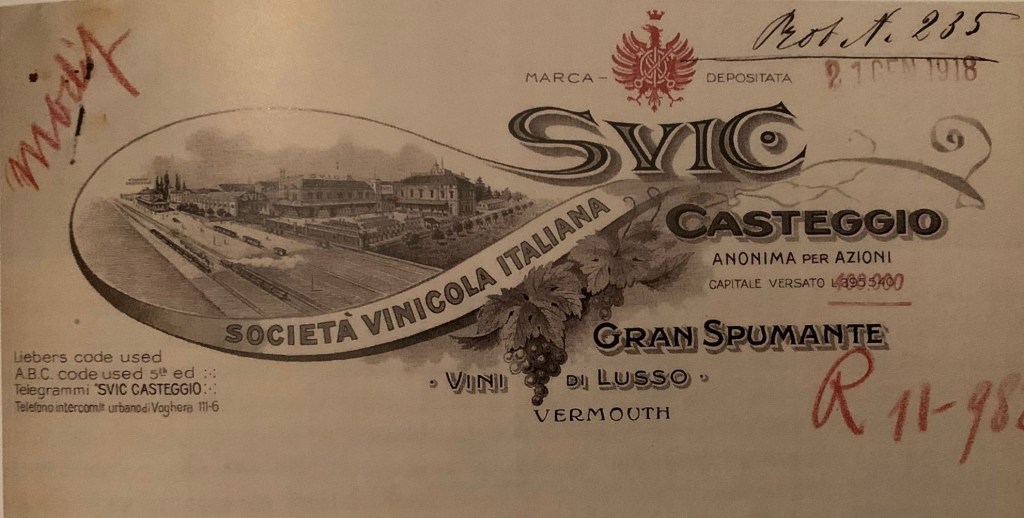 Prot N. 235
21 GEN 1918
MARCA - DEPOSITATA
SVIC
SOCIETÀ VINICOLA ITALIANA
CASTEGGIO
ANONIMA PER AZIONI
CAPITALE VERSATO L.
GRAN SPUMANTE
· VINI DI LUSSO ·
VERMOUTH
Liebers code used
A.B.C. code used 5th ed :-:
Telegrammi "SVIC CASTEGGIO :-:
Telefono intercomle urbano di Voghera 111-6
R 11-98